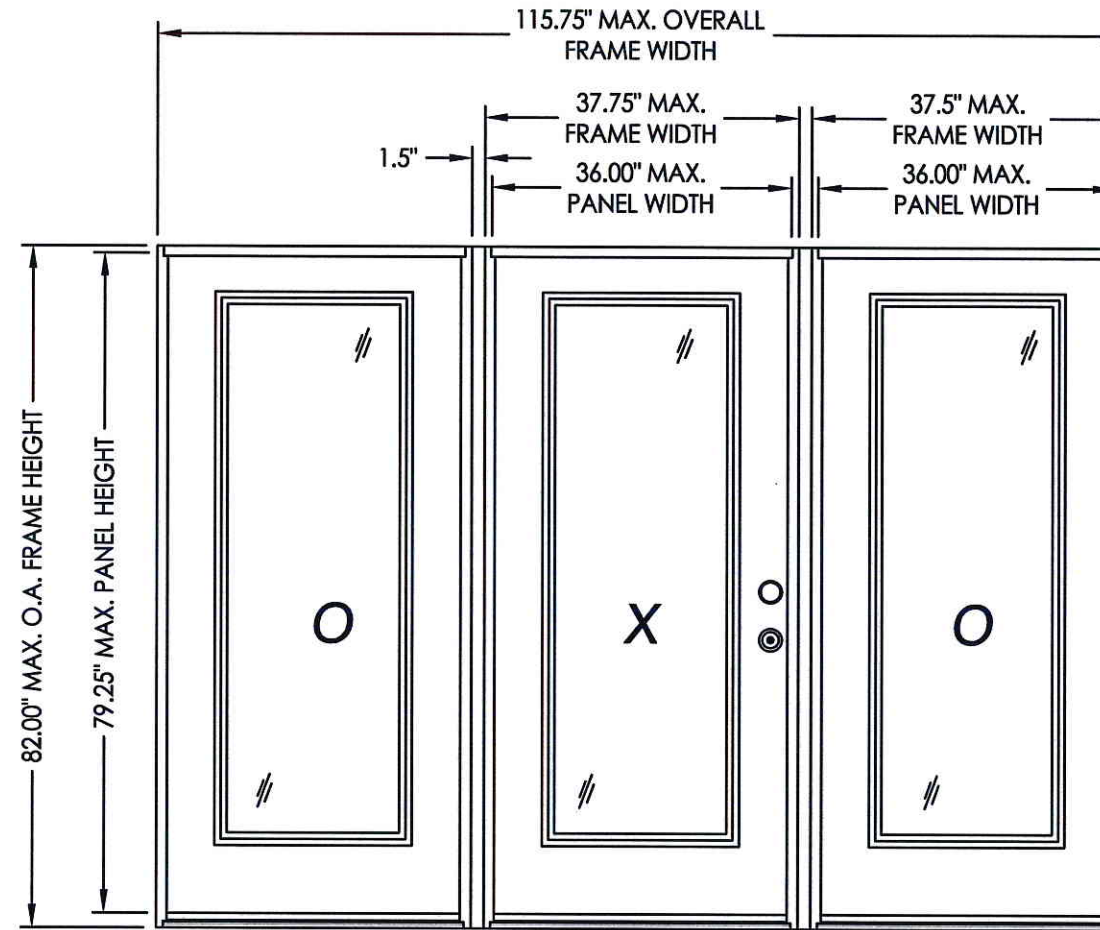 115.75" MAX. OVERALL
FRAME WIDTH
37.75" MAX.
FRAME WIDTH
37.5" MAX.
FRAME WIDTH
1.5"
36.00" MAX.
PANEL WIDTH
36.00" MAX.
PANEL WIDTH
82.00" MAX. O.A. FRAME HEIGHT
79.25" MAX. PANEL HEIGHT
O
X
O